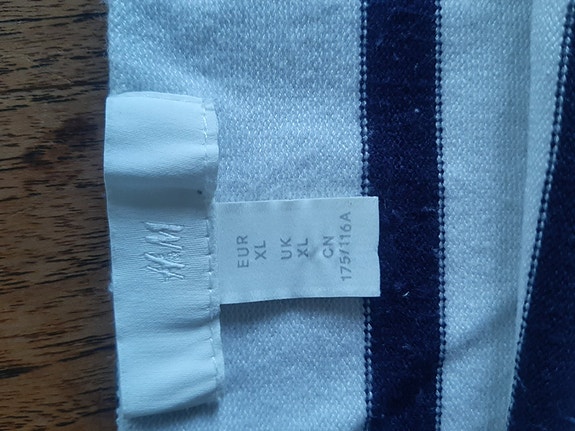 H&M
EUR
XL
UK
XL
CN
175/116A